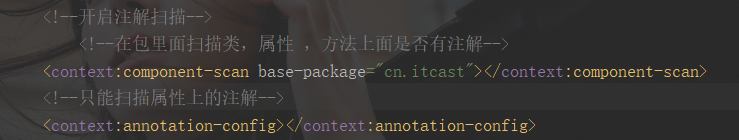 <!--开启注解扫描-->
<!--在包里面扫描类，属性 ，方法上面是否有注解-->
<context:component-scan base-package="cn.itcast"></context:component-scan>
<!--只能扫描属性上的注解-->
<context:annotation-config></context:annotation-config>